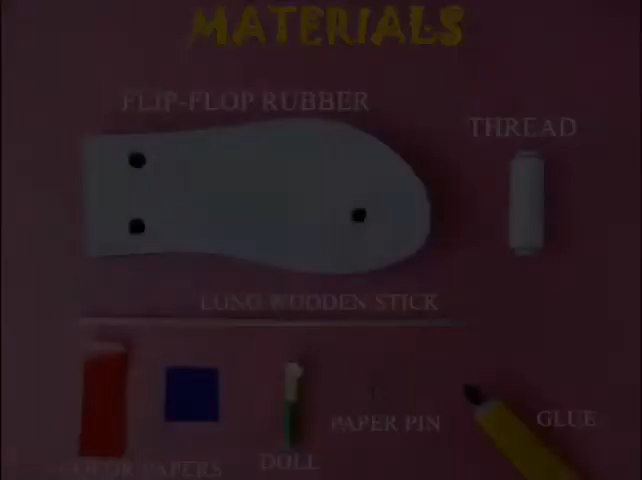 MATERIALS
FLIP-FLOP RUBBER
THREAD
LONG WOODEN STICK
PAPER PIN
GLUE
COLOR PAPERS
DOLL